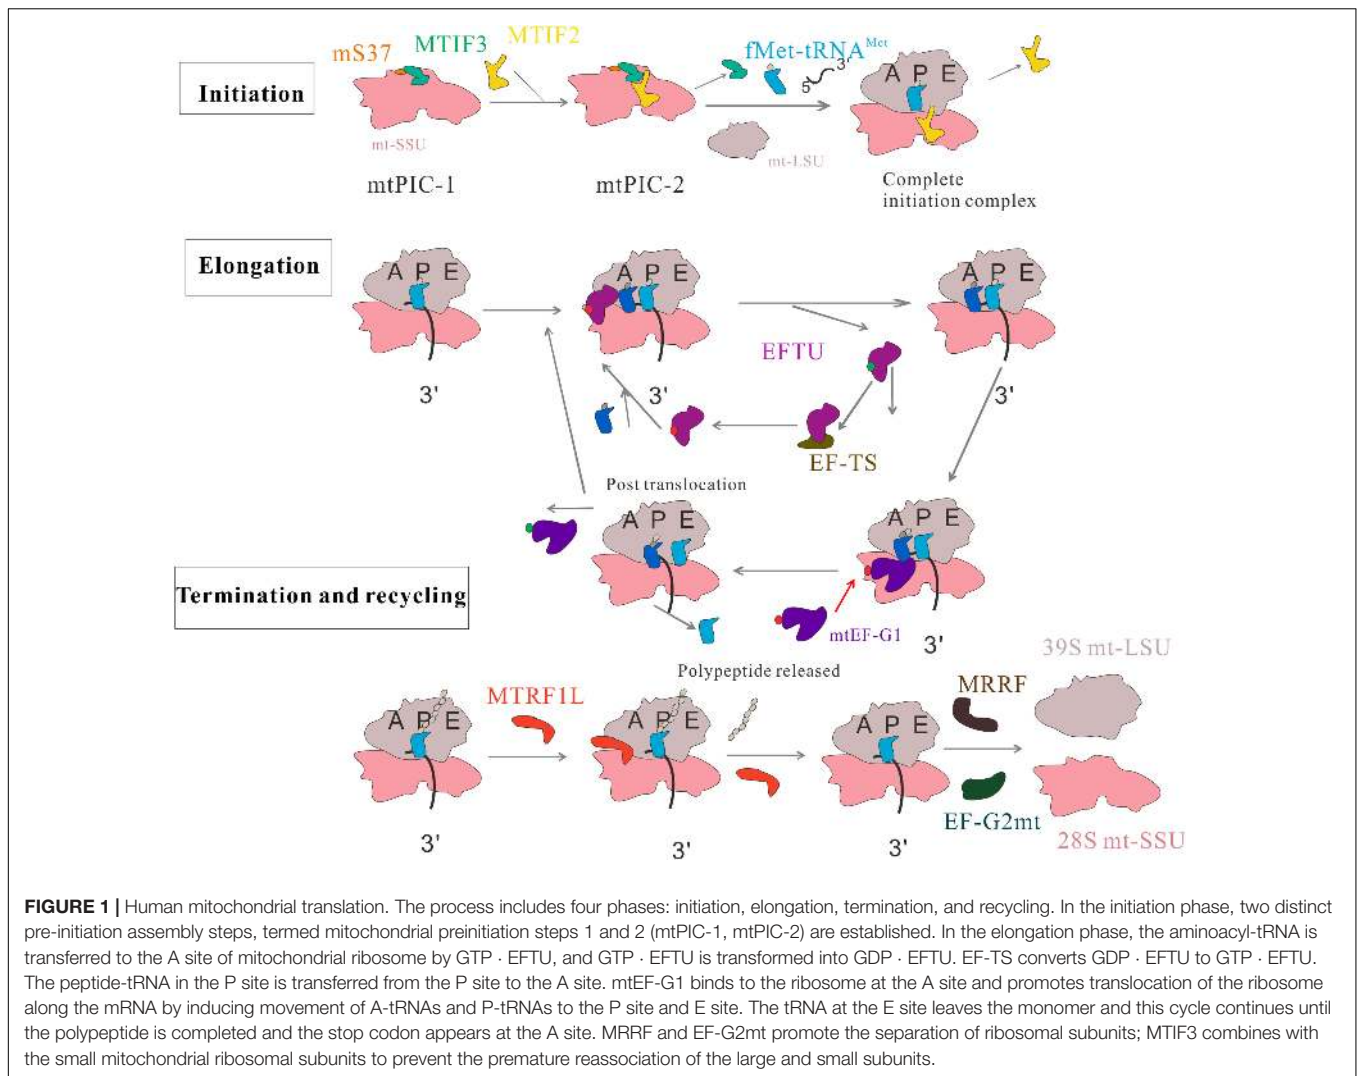 mS37 MTIF3 MTIF2 fMet-tRNA^Met
Initiation
5' 3'
A P E
mt-SSU
mt-LSU
mtPIC-1
mtPIC-2
Complete
initiation complex
Elongation
A P E
A P E
A P E
EFTU
3'
3'
3'
EF-TS
Post translocation
A P E
A P E
Termination and recycling
mtEF-G1
3'
39S mt-LSU
Polypeptide released
MTRF1L
MRRF
A P E
A P E
A P E
EF-G2mt
3'
3'
3'
28S mt-SSU
FIGURE 1 | Human mitochondrial translation. The process includes four phases: initiation, elongation, termination, and recycling. In the initiation phase, two distinct
pre-initiation assembly steps, termed mitochondrial preinitiation steps 1 and 2 (mtPIC-1, mtPIC-2) are established. In the elongation phase, the aminoacyl-tRNA is
transferred to the A site of mitochondrial ribosome by GTP · EFTU, and GTP · EFTU is transformed into GDP · EFTU. EF-TS converts GDP · EFTU to GTP · EFTU.
The peptide-tRNA in the P site is transferred from the P site to the A site. mtEF-G1 binds to the ribosome at the A site and promotes translocation of the ribosome
along the mRNA by inducing movement of A-tRNAs and P-tRNAs to the P site and E site. The tRNA at the E site leaves the monomer and this cycle continues until
the polypeptide is completed and the stop codon appears at the A site. MRRF and EF-G2mt promote the separation of ribosomal subunits; MTIF3 combines with
the small mitochondrial ribosomal subunits to prevent the premature reassociation of the large and small subunits.